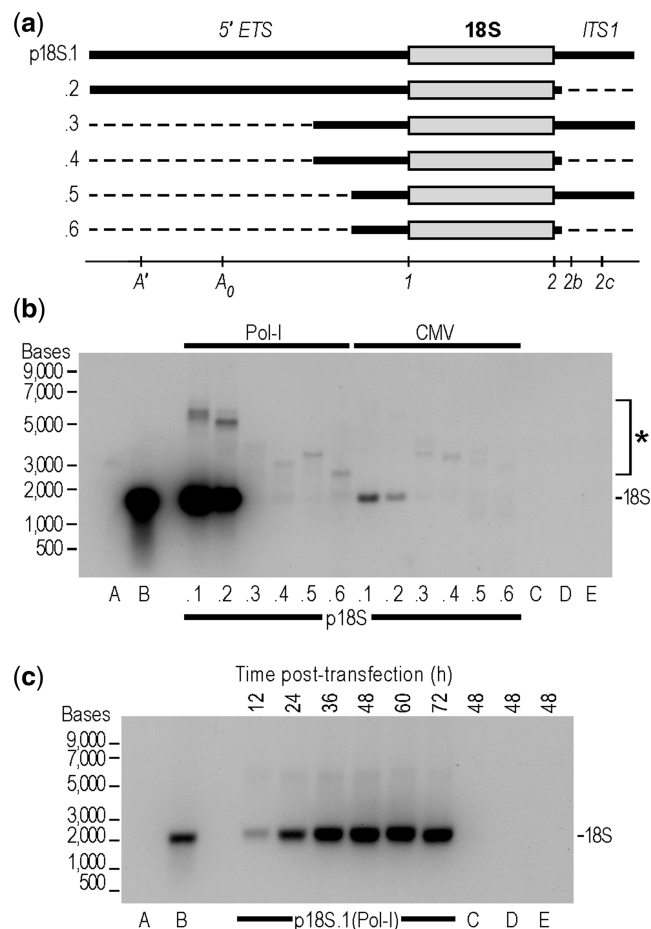 (a)
5′ ETS 18S ITS1
p18S.1
.2
.3
.4
.5
.6
A′ A0 1 2 2b 2c
(b)
Pol-I CMV
Bases
9,000
7,000
5,000
3,000
2,000
1,000
500
*
-18S
A B .1 .2 .3 .4 .5 .6 .1 .2 .3 .4 .5 .6 C D E
p18S
(c)
Time post-transfection (h)
12 24 36 48 60 72 48 48 48
Bases
9,000
7,000
5,000
3,000
2,000
1,000
500
-18S
A B p18S.1(Pol-I) C D E